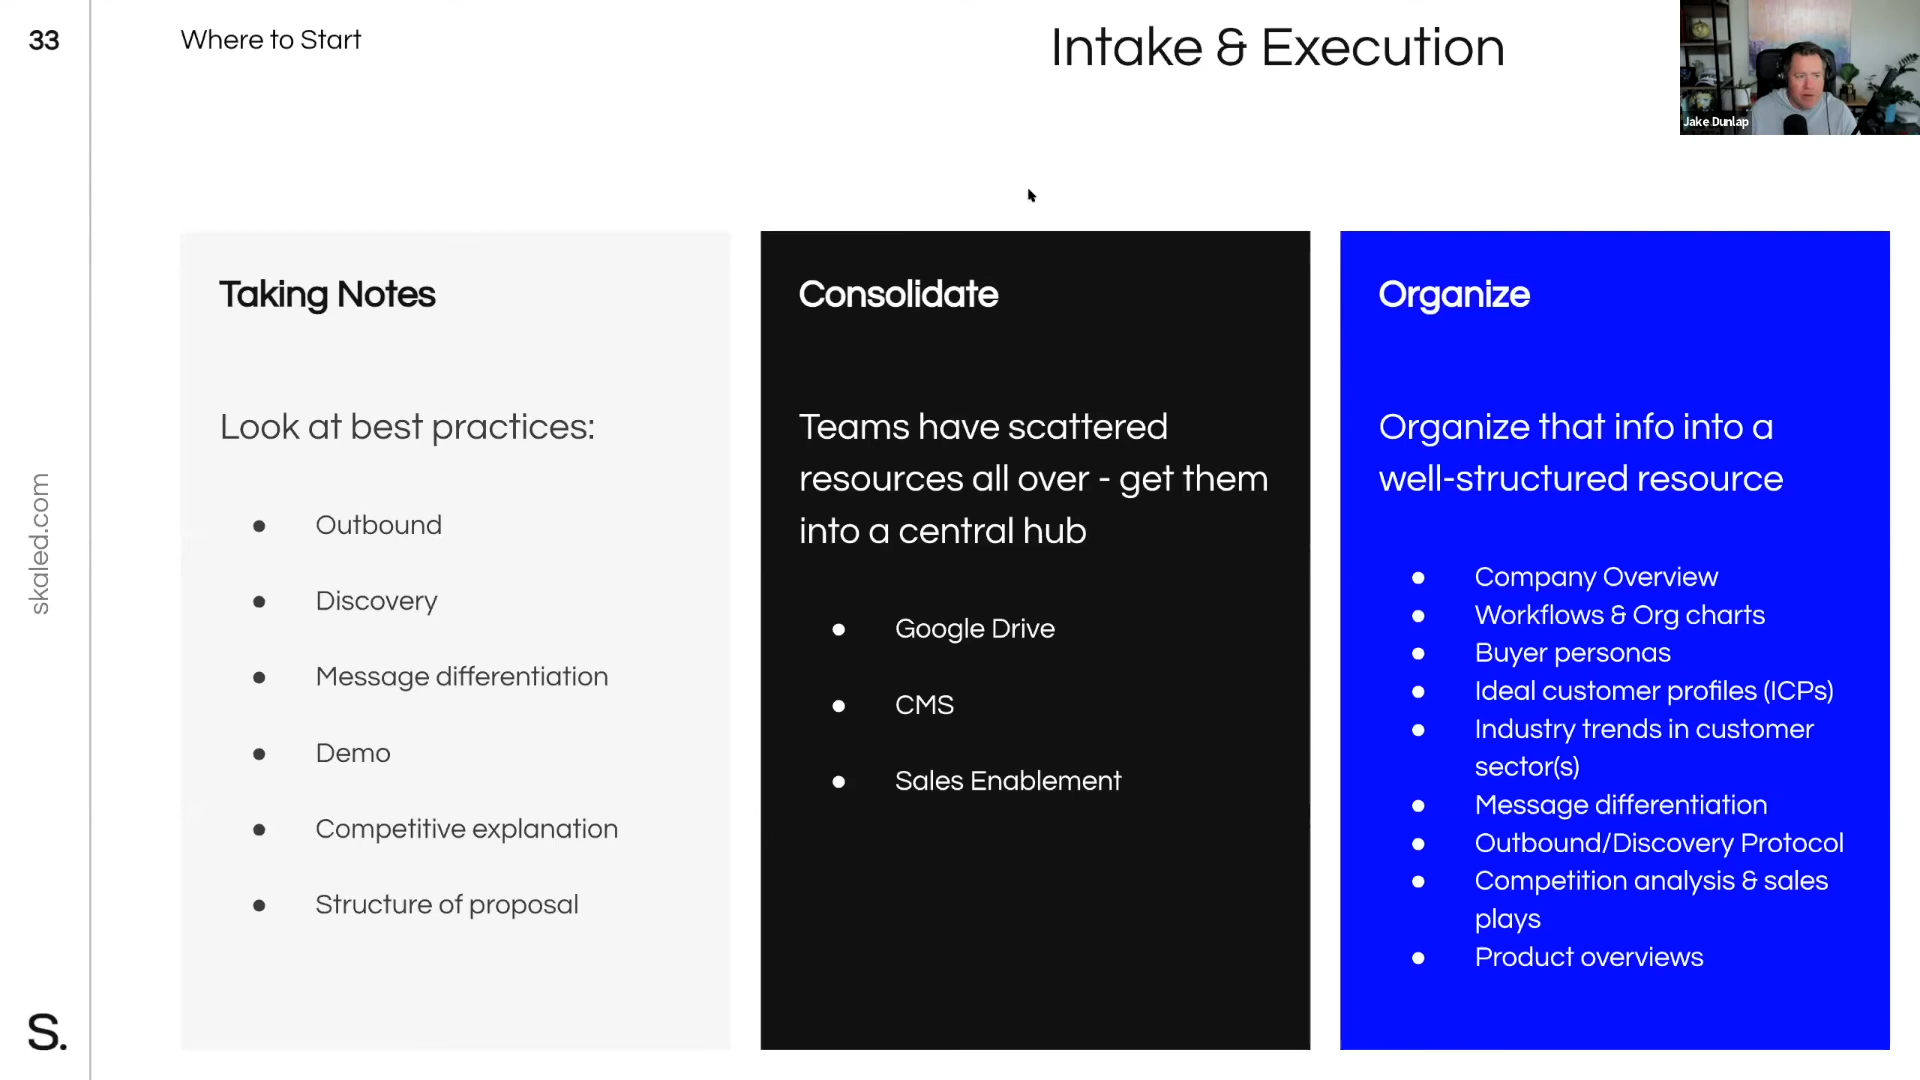 33
Where to Start
Intake & Execution
Jake Dunlap
Taking Notes
Look at best practices:
● Outbound
● Discovery
● Message differentiation
● Demo
● Competitive explanation
● Structure of proposal
Consolidate
Teams have scattered
resources all over - get them
into a central hub
● Google Drive
● CMS
● Sales Enablement
Organize
Organize that info into a
well-structured resource
● Company Overview
● Workflows & Org charts
● Buyer personas
● Ideal customer profiles (ICPs)
● Industry trends in customer
sector(s)
● Message differentiation
● Outbound/Discovery Protocol
● Competition analysis & sales
plays
● Product overviews
skaled.com
S.